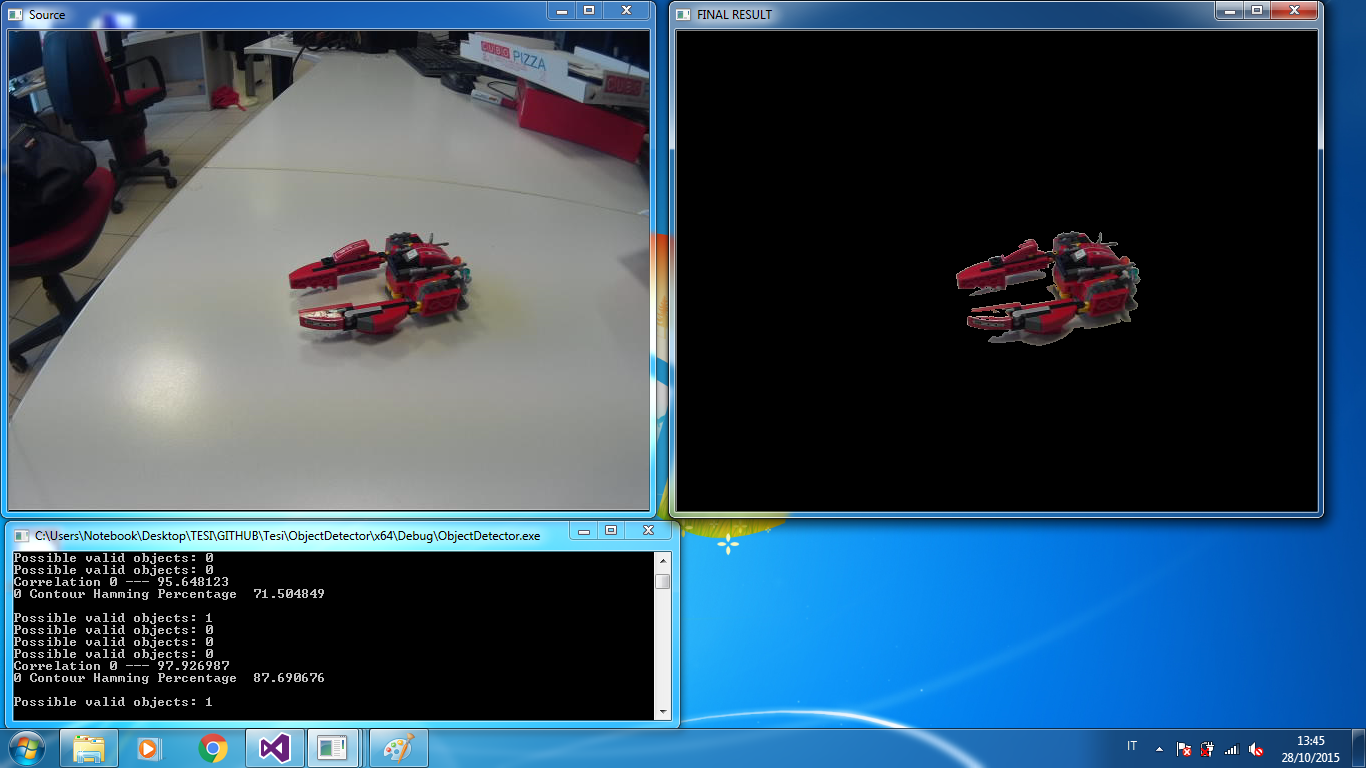 Source
FINAL RESULT
CUBO PIZZA
CUBO
C:\Users\Notebook\Desktop\TESI\GITHUB\Tesi\ObjectDetector\x64\Debug\ObjectDetector.exe
Possible valid objects: 0
Possible valid objects: 0
Correlation 0 --- 95.648123
0 Contour Hamming Percentage  71.504849
Possible valid objects: 1
Possible valid objects: 0
Possible valid objects: 0
Possible valid objects: 0
Correlation 0 --- 97.926987
0 Contour Hamming Percentage  87.690676
Possible valid objects: 1
IT
13:45
28/10/2015